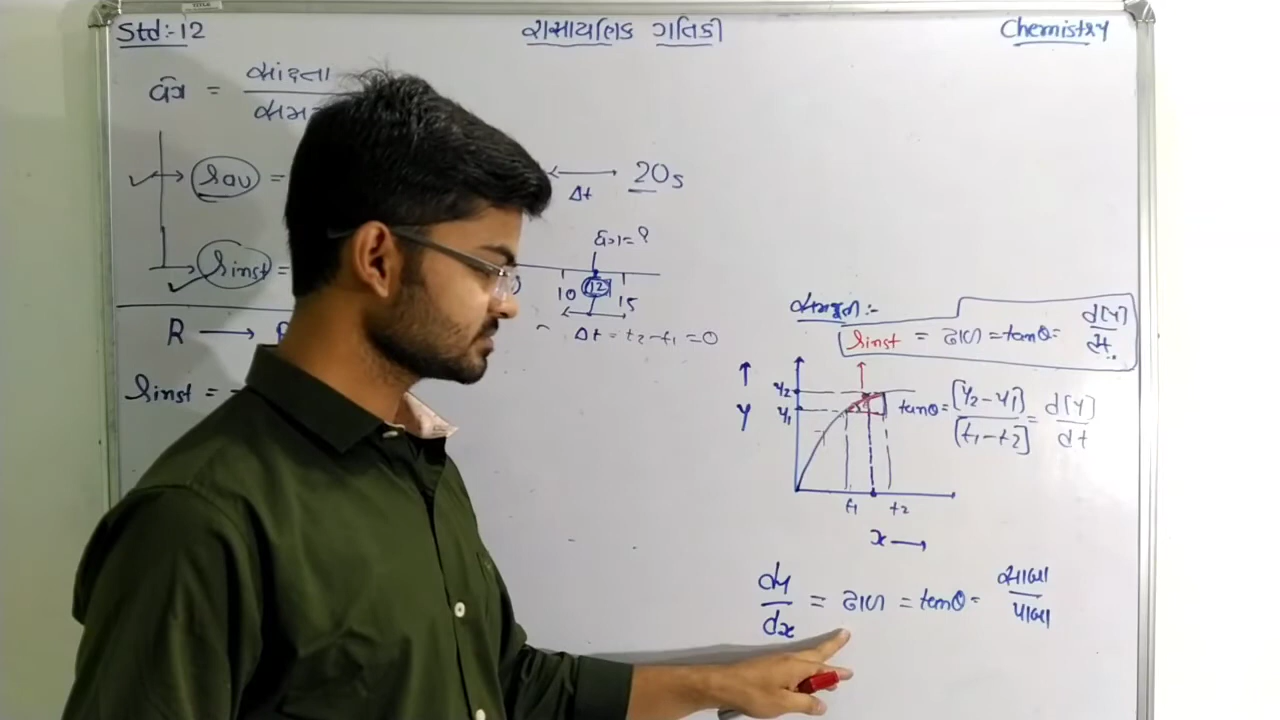 Std:-12
રાસાયણિક ગતિકી
Chemistry
વેગ = સાંદ્રતા
rav =
Δt
20s
rinst =
10 12 15
Δt = t2-t1 = 0
R ⟶
rinst = -
rinst = ઢાળ = tanθ = d[Y]/dt
Y
Y2
Y1
tanθ = [Y2-Y1]/[t1-t2] = d[Y]/dt
t1 t2
x ⟶
dy/dx = ઢાળ = tanθ = સાબા/પાબા